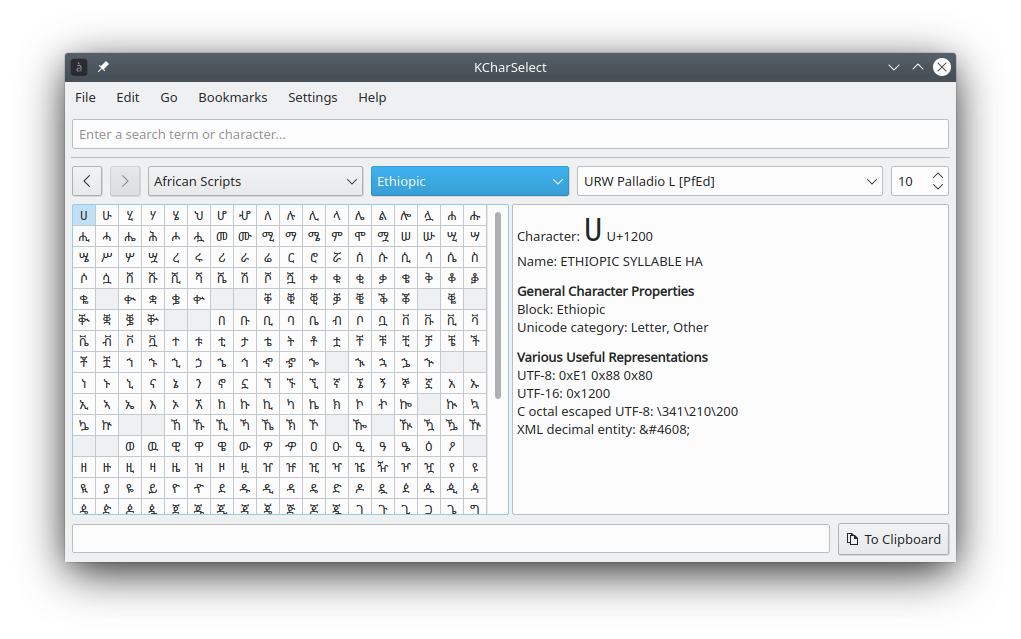 KCharSelect
File Edit Go Bookmarks Settings Help
Enter a search term or character...
African Scripts Ethiopic URW Palladio L [PfEd] 10
ሀ ሁ ሂ ሃ ሄ ህ ሆ ሇ ለ ሉ ሊ ላ ሌ ል ሎ ሏ ሐ ሑ
ሒ ሓ ሔ ሕ ሖ ሗ መ ሙ ሚ ማ ሜ ም ሞ ሟ ሠ ሡ ሢ ሣ
ሤ ሥ ሦ ሧ ረ ሩ ሪ ራ ሬ ር ሮ ሯ ሰ ሱ ሲ ሳ ሴ ስ
ሶ ሷ ሸ ሹ ሺ ሻ ሼ ሽ ሾ ሿ ቀ ቁ ቂ ቃ ቄ ቅ ቆ ቇ
ቈ ቊ ቋ ቌ ቍ ቐ ቑ ቒ ቓ ቔ ቕ ቖ ቘ
ቚ ቛ ቜ ቝ በ ቡ ቢ ባ ቤ ብ ቦ ቧ ቨ ቩ ቪ ቫ
ቬ ቭ ቮ ቯ ተ ቱ ቲ ታ ቴ ት ቶ ቷ ቸ ቹ ቺ ቻ ቼ ች
ቾ ቿ ኀ ኁ ኂ ኃ ኄ ኅ ኆ ኇ ኈ ኊ ኋ ኌ ኍ
ነ ኑ ኒ ና ኔ ን ኖ ኗ ኘ ኙ ኚ ኛ ኜ ኝ ኞ ኟ አ ኡ
ኢ ኣ ኤ እ ኦ ኧ ከ ኩ ኪ ካ ኬ ክ ኮ ኯ ኰ ኲ ኳ
ኴ ኵ ኸ ኹ ኺ ኻ ኼ ኽ ኾ ዀ ዂ ዃ ዄ ዅ
ወ ዉ ዊ ዋ ዌ ው ዎ ዏ ዐ ዑ ዒ ዓ ዔ ዕ ዖ
ዘ ዙ ዚ ዛ ዜ ዝ ዞ ዟ ዠ ዡ ዢ ዣ ዤ ዥ ዦ ዧ የ ዩ
ዪ ያ ዬ ይ ዮ ዯ ደ ዱ ዲ ዳ ዴ ድ ዶ ዷ ዸ ዹ ዺ ዻ
ዼ ዽ ዾ ዿ ጀ ጁ ጂ ጃ ጄ ጅ ጆ ጇ ገ ጉ ጊ ጋ ጌ ግ
Character: ሀ U+1200
Name: ETHIOPIC SYLLABLE HA
General Character Properties
Block: Ethiopic
Unicode category: Letter, Other
Various Useful Representations
UTF-8: 0xE1 0x88 0x80
UTF-16: 0x1200
C octal escaped UTF-8: \341\210\200
XML decimal entity: &#4608;
To Clipboard